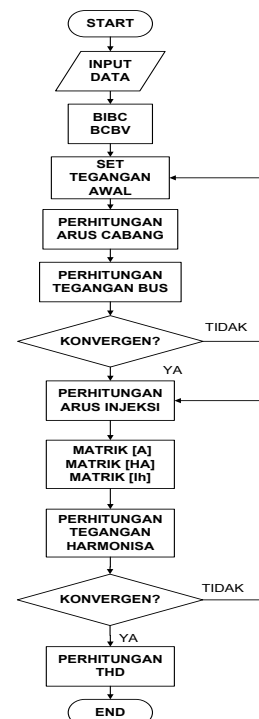 START
INPUT
DATA
BIBC
BCBV
SET
TEGANGAN
AWAL
PERHITUNGAN
ARUS CABANG
PERHITUNGAN
TEGANGAN BUS
KONVERGEN?
TIDAK
YA
PERHITUNGAN
ARUS INJEKSI
MATRIK [A]
MATRIK [HA]
MATRIK [Ih]
PERHITUNGAN
TEGANGAN
HARMONISA
KONVERGEN?
TIDAK
YA
PERHITUNGAN
THD
END